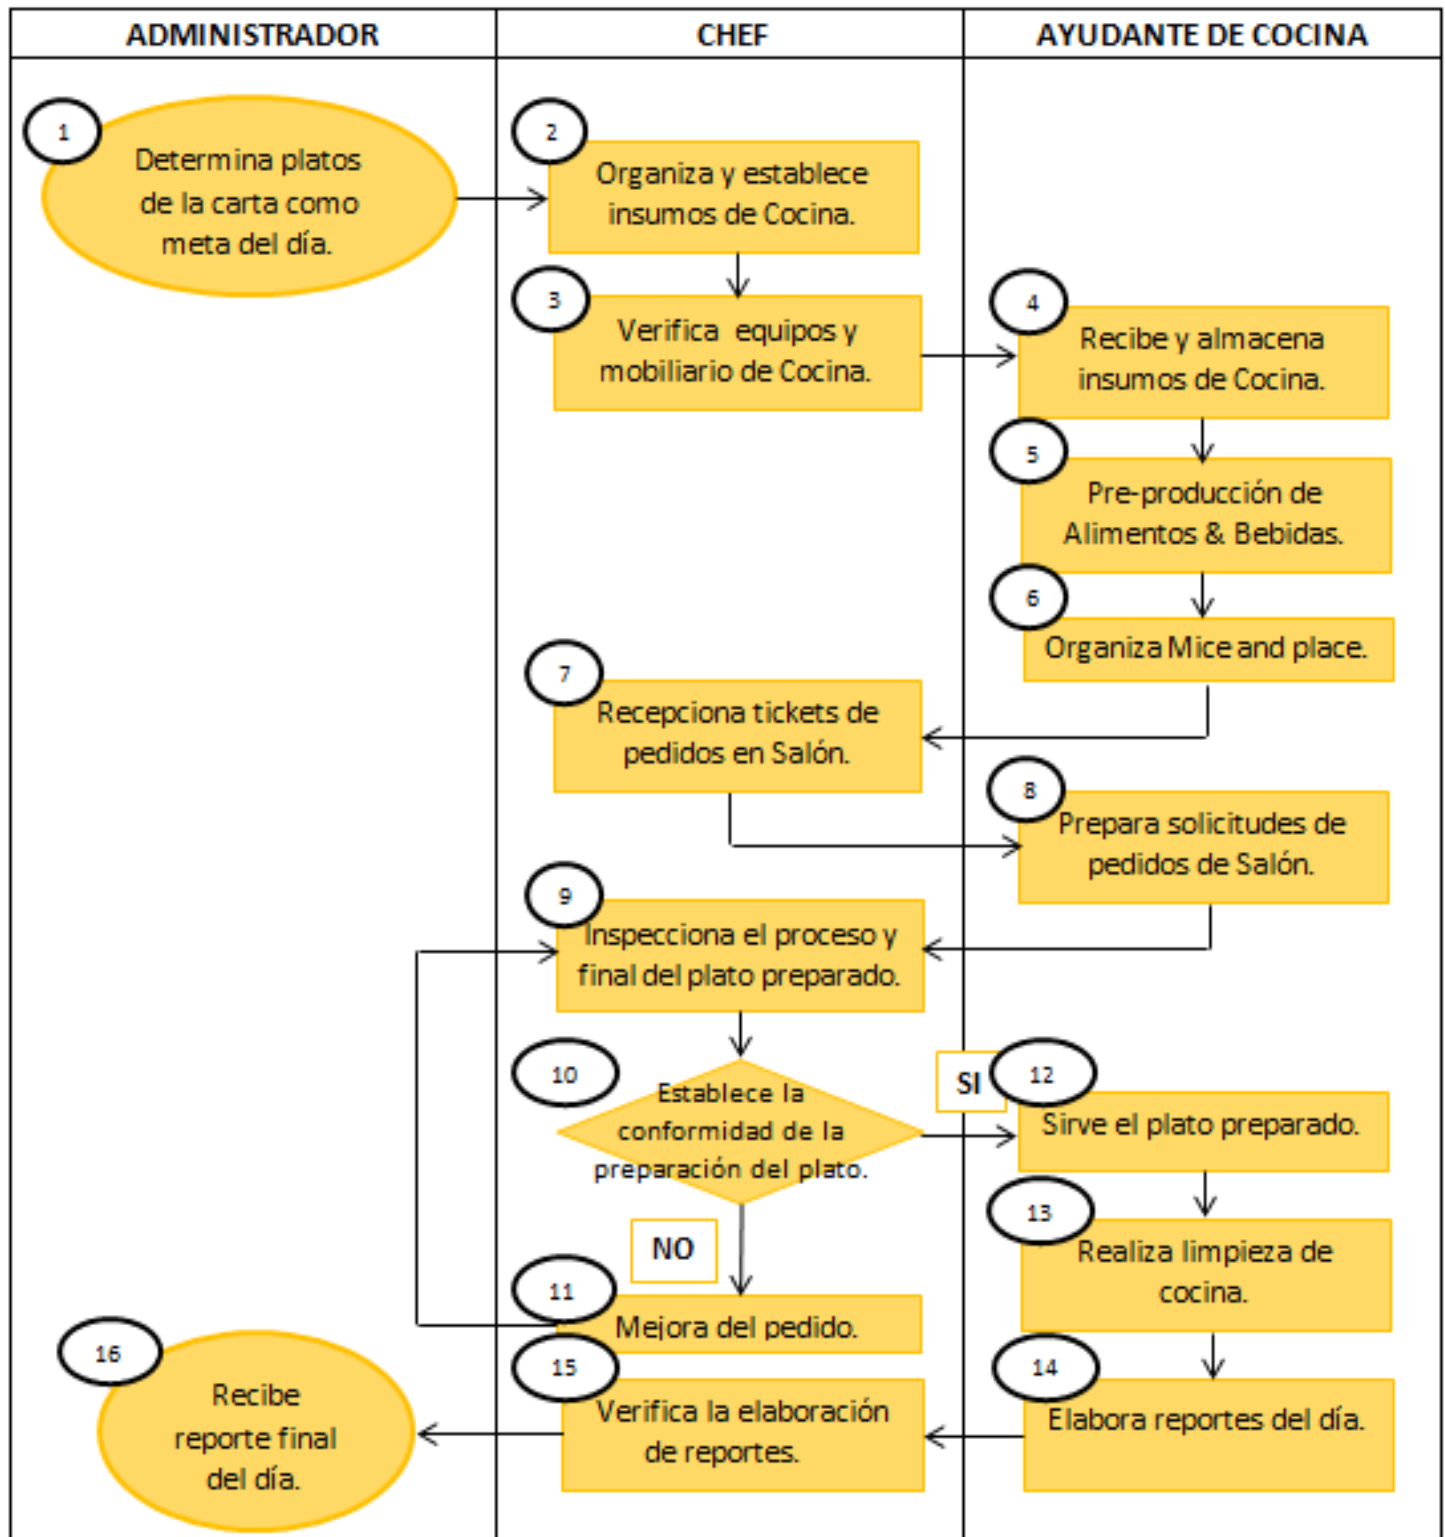 ADMINISTRADOR
CHEF
AYUDANTE DE COCINA
1
Determina platos
de la carta como
meta del día.
2
Organiza y establece
insumos de Cocina.
3
Verifica equipos y
mobiliario de Cocina.
4
Recibe y almacena
insumos de Cocina.
5
Pre-producción de
Alimentos & Bebidas.
6
Organiza Mice and place.
7
Recepciona tickets de
pedidos en Salón.
8
Prepara solicitudes de
pedidos de Salón.
9
Inspecciona el proceso y
final del plato preparado.
10
Establece la
conformidad de la
preparación del plato.
SI
NO
11
Mejora del pedido.
12
Sirve el plato preparado.
13
Realiza limpieza de
cocina.
14
Elabora reportes del día.
15
Verifica la elaboración
de reportes.
16
Recibe
reporte final
del día.